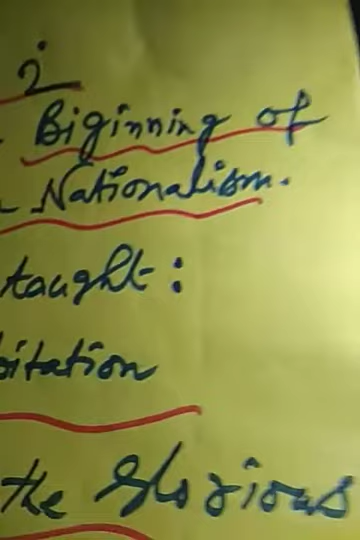 2
Biginning of
Nationalism.
taught:
bitation
the Glorious